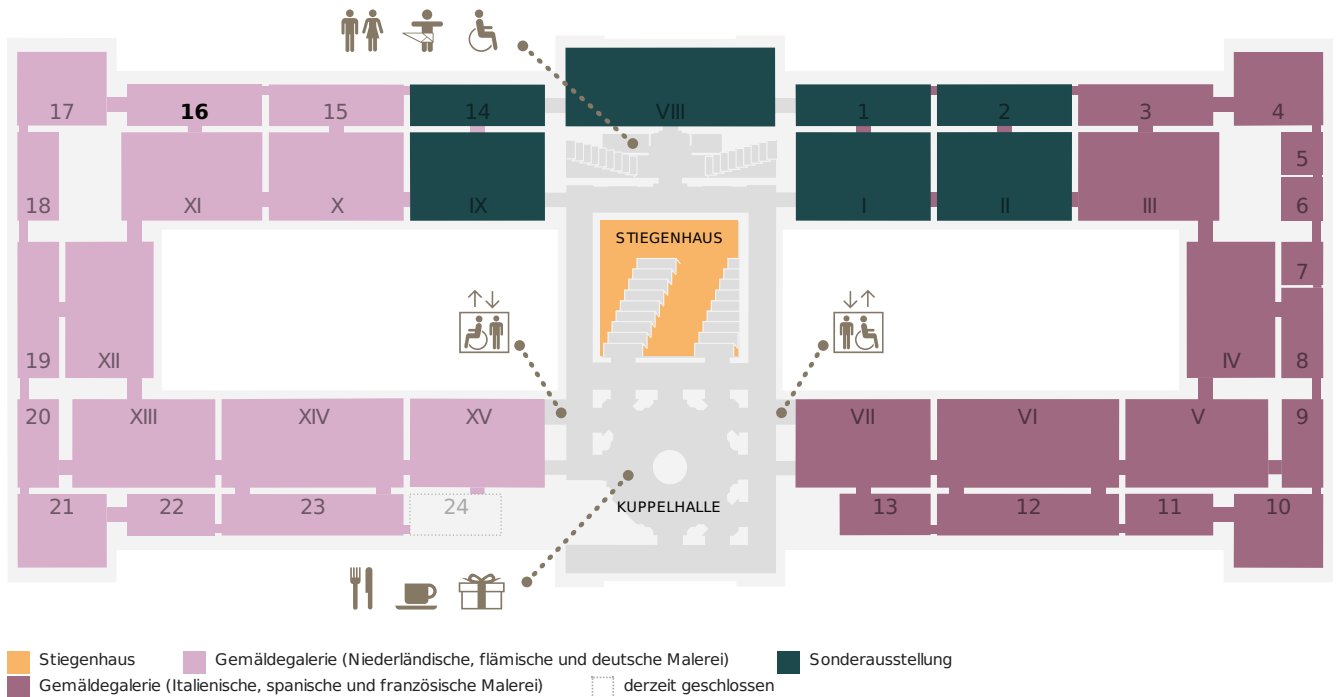 17 16 15 14 VIII 1 2 3 4
5
18 XI X IX I II III 6
STIEGENHAUS
7
19 XII IV 8
20 XIII XIV XV VII VI V 9
21 22 23 24 KUPPELHALLE 13 12 11 10
Stiegenhaus Gemäldegalerie (Niederländische, flämische und deutsche Malerei) Sonderausstellung
Gemäldegalerie (Italienische, spanische und französische Malerei) derzeit geschlossen